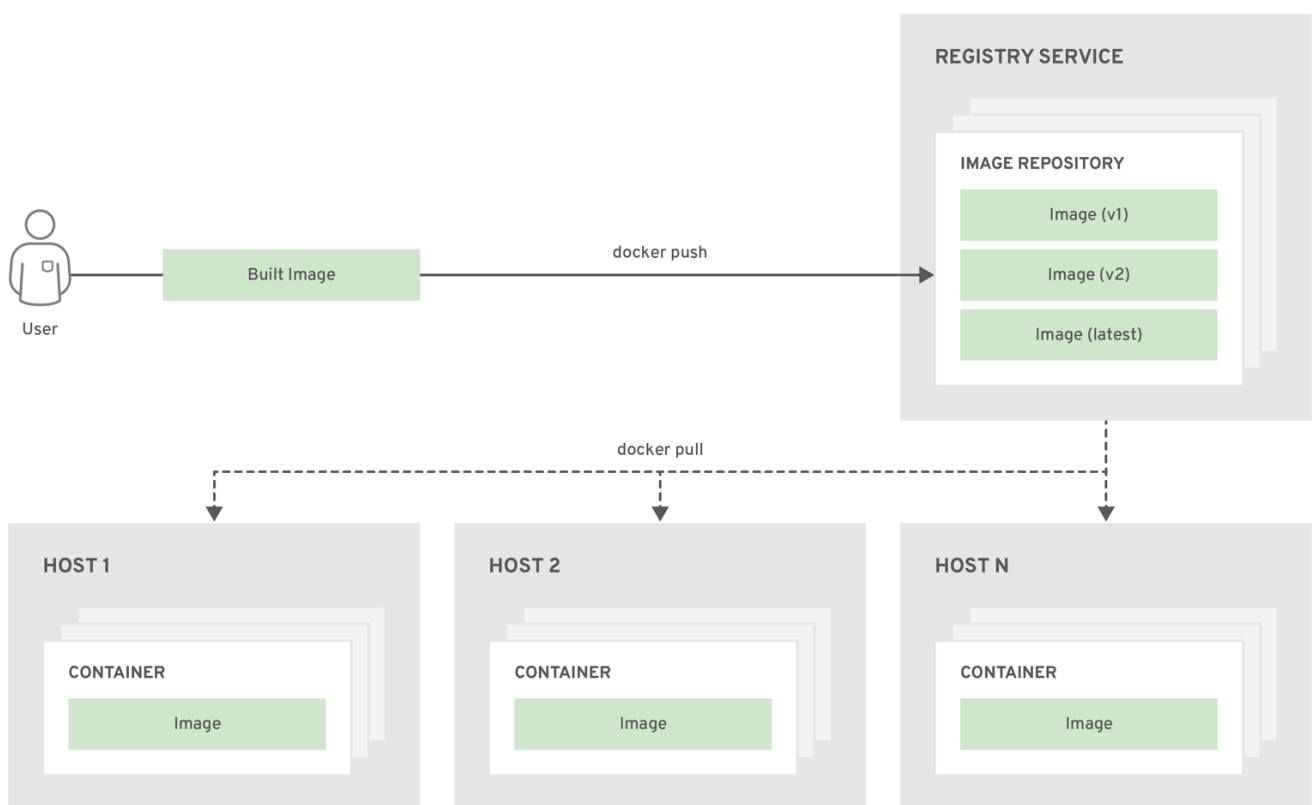 REGISTRY SERVICE
IMAGE REPOSITORY
Image (v1)
Image (v2)
Image (latest)
User
Built Image
docker push
docker pull
HOST 1
CONTAINER
Image
HOST 2
CONTAINER
Image
HOST N
CONTAINER
Image